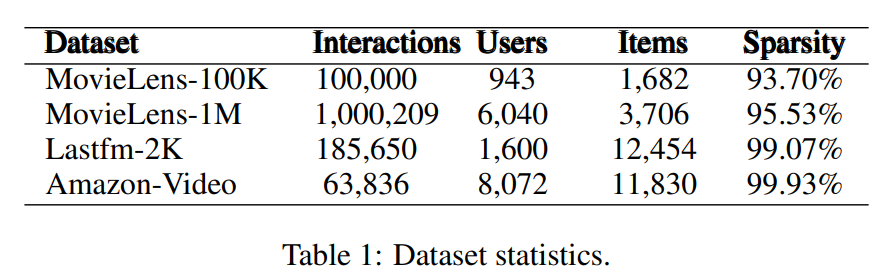 Dataset Interactions Users Items Sparsity
MovieLens-100K 100,000 943 1,682 93.70%
MovieLens-1M 1,000,209 6,040 3,706 95.53%
Lastfm-2K 185,650 1,600 12,454 99.07%
Amazon-Video 63,836 8,072 11,830 99.93%
Table 1: Dataset statistics.